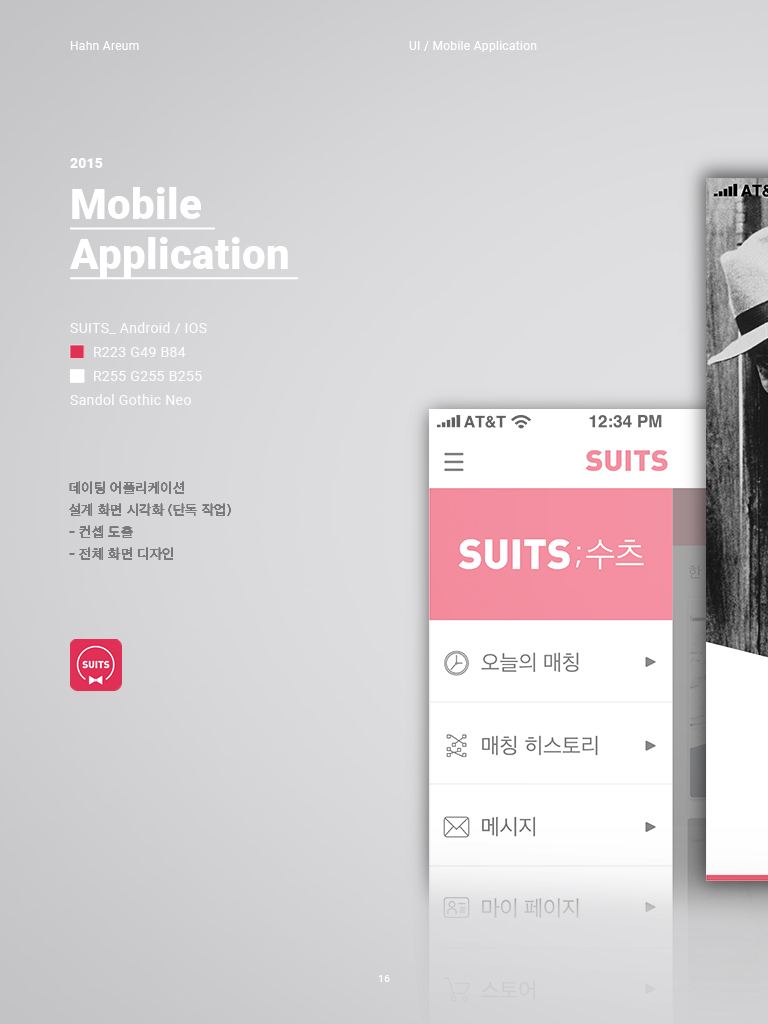 Hahn Areum
UI / Mobile Application
2015
Mobile
Application
SUITS_ Android / IOS
R223 G49 B84
R255 G255 B255
Sandol Gothic Neo
데이팅 어플리케이션
설계 화면 시각화 (단독 작업)
- 컨셉 도출
- 전체 화면 디자인
SUITS
AT&T 12:34 PM
SUITS
SUITS;수츠
오늘의 매칭
매칭 히스토리
메시지
마이 페이지
스토어
한
AT&
16